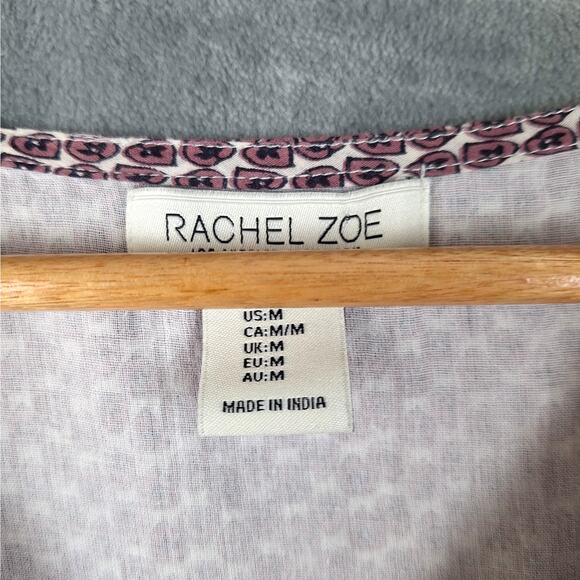 RACHEL ZOE
US:M
CA:M/M
UK:M
EU:M
AU:M
MADE IN INDIA